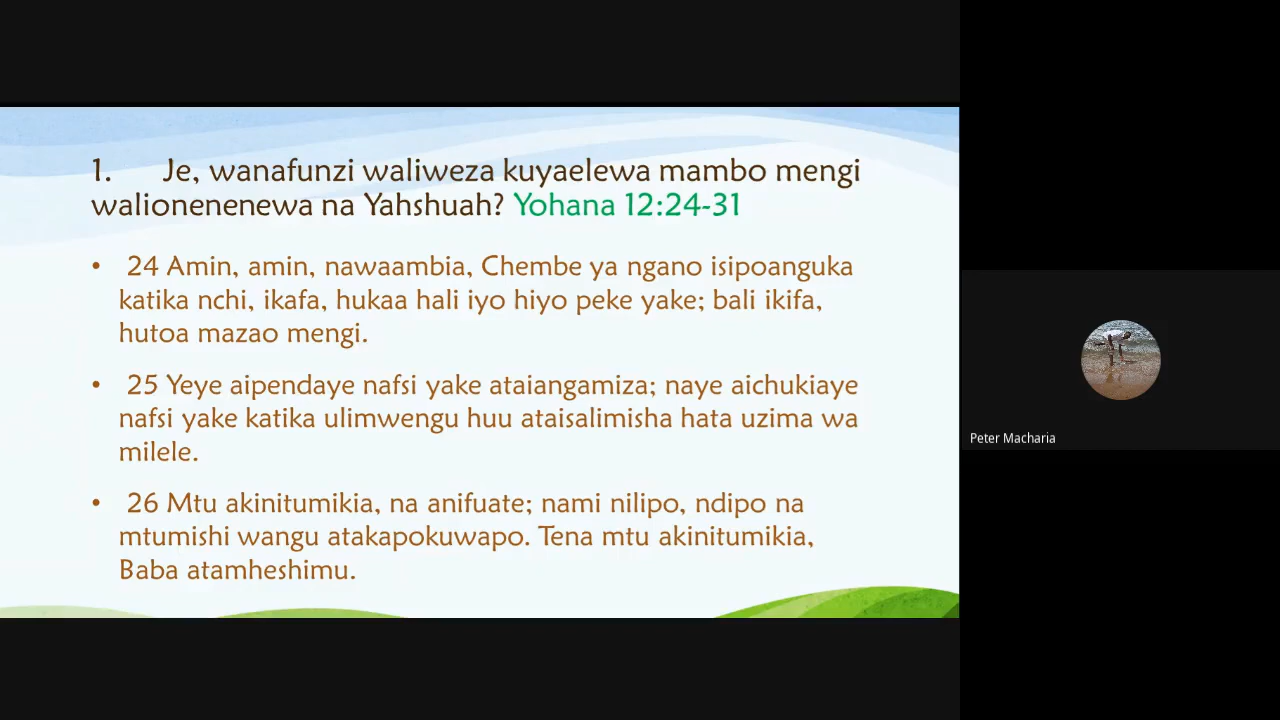 1. Je, wanafunzi waliweza kuyaelewa mambo mengi
walionenenewa na Yahshuah? Yohana 12:24-31
• 24 Amin, amin, nawaambia, Chembe ya ngano isipoanguka
katika nchi, ikafa, hukaa hali iyo hiyo peke yake; bali ikifa,
hutoa mazao mengi.
• 25 Yeye aipendaye nafsi yake ataiangamiza; naye aichukiaye
nafsi yake katika ulimwengu huu ataisalimisha hata uzima wa
milele.
• 26 Mtu akinitumikia, na anifuate; nami nilipo, ndipo na
mtumishi wangu atakapokuwapo. Tena mtu akinitumikia,
Baba atamheshimu.
Peter Macharia